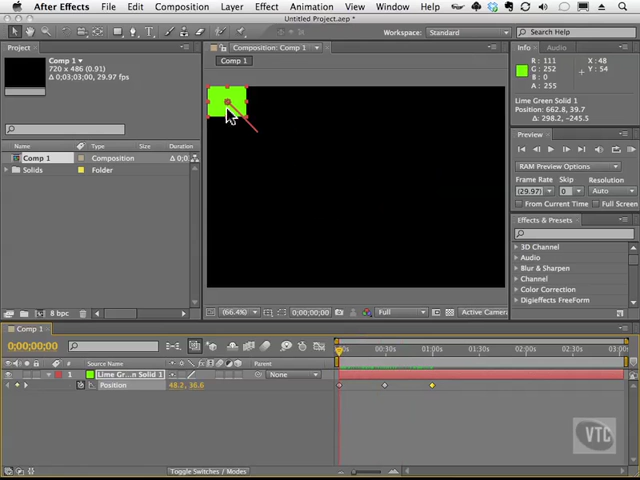 After Effects File Edit Composition Layer Effect Animation View Window Help
Untitled Project.aep *
Workspace: Standard Search Help
Project Composition: Comp 1 Info Audio
Comp 1 Comp 1
720 x 486 (0.91)
Δ 0;03;03;00, 29.97 fps
R : 111 X : 48
G : 252 Y : 54
B : 0
A : 255
Lime Green Solid 1
Position: 662.8, 39.7
Δ: 298.2, -245.5
Preview
RAM Preview Options
Frame Rate Skip Resolution
(29.97) 0 Auto
From Current Time Full Screen
Effects & Presets
3D Channel
Audio
Blur & Sharpen
Channel
Color Correction
DigiEffects FreeForm
Name Type Size Duration
Comp 1 Composition 0;0
Solids Folder
8 bpc (66.4%) 0;00;00;00 Full Active Camera
Comp 1
0;00;00;00
00s 00:30s 01:00s 01:30s 02:00s 02:30s 03:00
# Source Name Parent
1 Lime Gr...n Solid 1 None
Position 48.2, 36.6
VTC
Toggle Switches / Modes